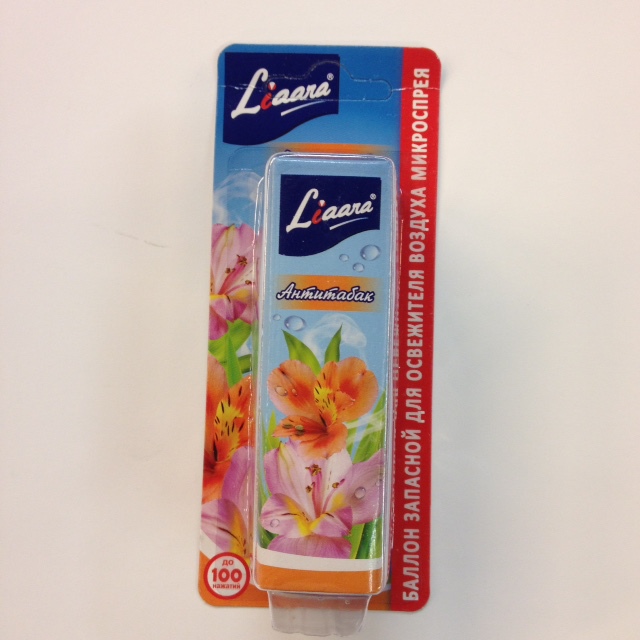 Liaara®
Liaara®
Антитабак
до
100
нажатий
БАЛЛОН ЗАПАСНОЙ ДЛЯ ОСВЕЖИТЕЛЯ ВОЗДУХА МИКРОСПРЕЯ